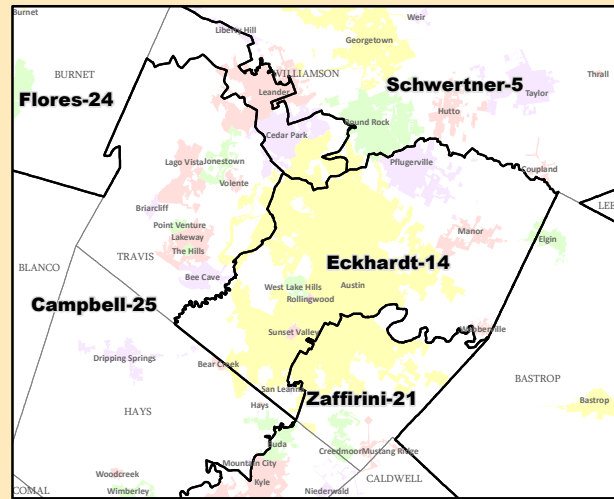 Burnet
Weir
Liberty Hill
Georgetown
BURNET
WILLIAMSON
Thrall
Flores-24
Leander
Schwertner-5
Taylor
Hutto
Round Rock
Cedar Park
Lago Vista
Jonestown
Pflugerville
Coupland
Volente
Briarcliff
LEE
Point Venture
Lakeway
Manor
Elgin
The Hills
TRAVIS
BLANCO
Eckhardt-14
Bee Cave
West Lake Hills
Austin
Rollingwood
Campbell-25
Sunset Valley
Webberville
Dripping Springs
Bear Creek
BASTROP
San Leanna
Zaffirini-21
Bastrop
HAYS
Hays
Buda
Creedmoor
Mustang Ridge
Mountain City
Woodcreek
CALDWELL
Kyle
COMAL
Wimberley
Niederwald